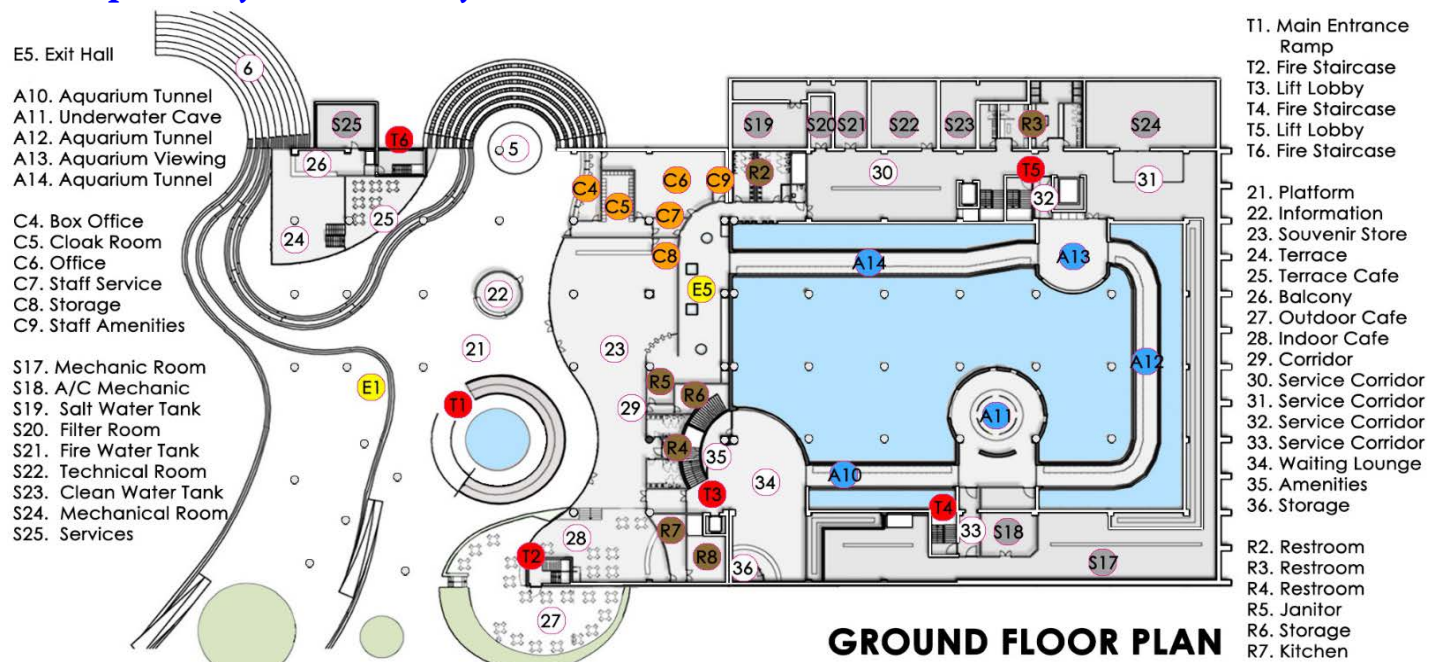 E5. Exit Hall
A10. Aquarium Tunnel
A11. Underwater Cave
A12. Aquarium Tunnel
A13. Aquarium Viewing
A14. Aquarium Tunnel
C4. Box Office
C5. Cloak Room
C6. Office
C7. Staff Service
C8. Storage
C9. Staff Amenities
S17. Mechanic Room
S18. A/C Mechanic
S19. Salt Water Tank
S20. Filter Room
S21. Fire Water Tank
S22. Technical Room
S23. Clean Water Tank
S24. Mechanical Room
S25. Services
6
S25
T6
26
25
24
5
C4
C5
C6
C9
C7
C8
E5
22
21
23
E1
T1
29
R5
R6
R4
35
T3
34
28
T2
27
R7
R8
36
S19
S20
S21
S22
S23
R3
S24
R2
30
T5
32
31
A14
A13
A12
A11
A10
T4
33
S18
S17
GROUND FLOOR PLAN
T1. Main Entrance
Ramp
T2. Fire Staircase
T3. Lift Lobby
T4. Fire Staircase
T5. Lift Lobby
T6. Fire Staircase
21. Platform
22. Information
23. Souvenir Store
24. Terrace
25. Terrace Cafe
26. Balcony
27. Outdoor Cafe
28. Indoor Cafe
29. Corridor
30. Service Corridor
31. Service Corridor
32. Service Corridor
33. Service Corridor
34. Waiting Lounge
35. Amenities
36. Storage
R2. Restroom
R3. Restroom
R4. Restroom
R5. Janitor
R6. Storage
R7. Kitchen